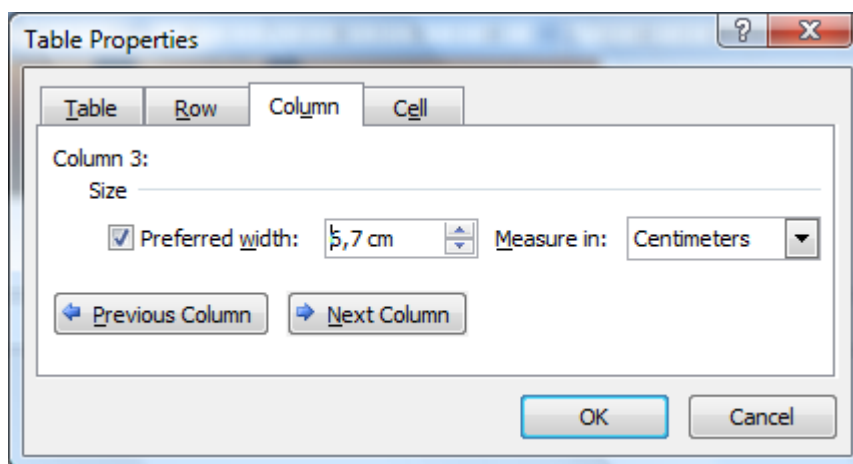 Table Properties ?
Table Row Column Cell
Column 3:
Size
Preferred width: 5,7 cm Measure in: Centimeters
Previous Column Next Column
OK Cancel